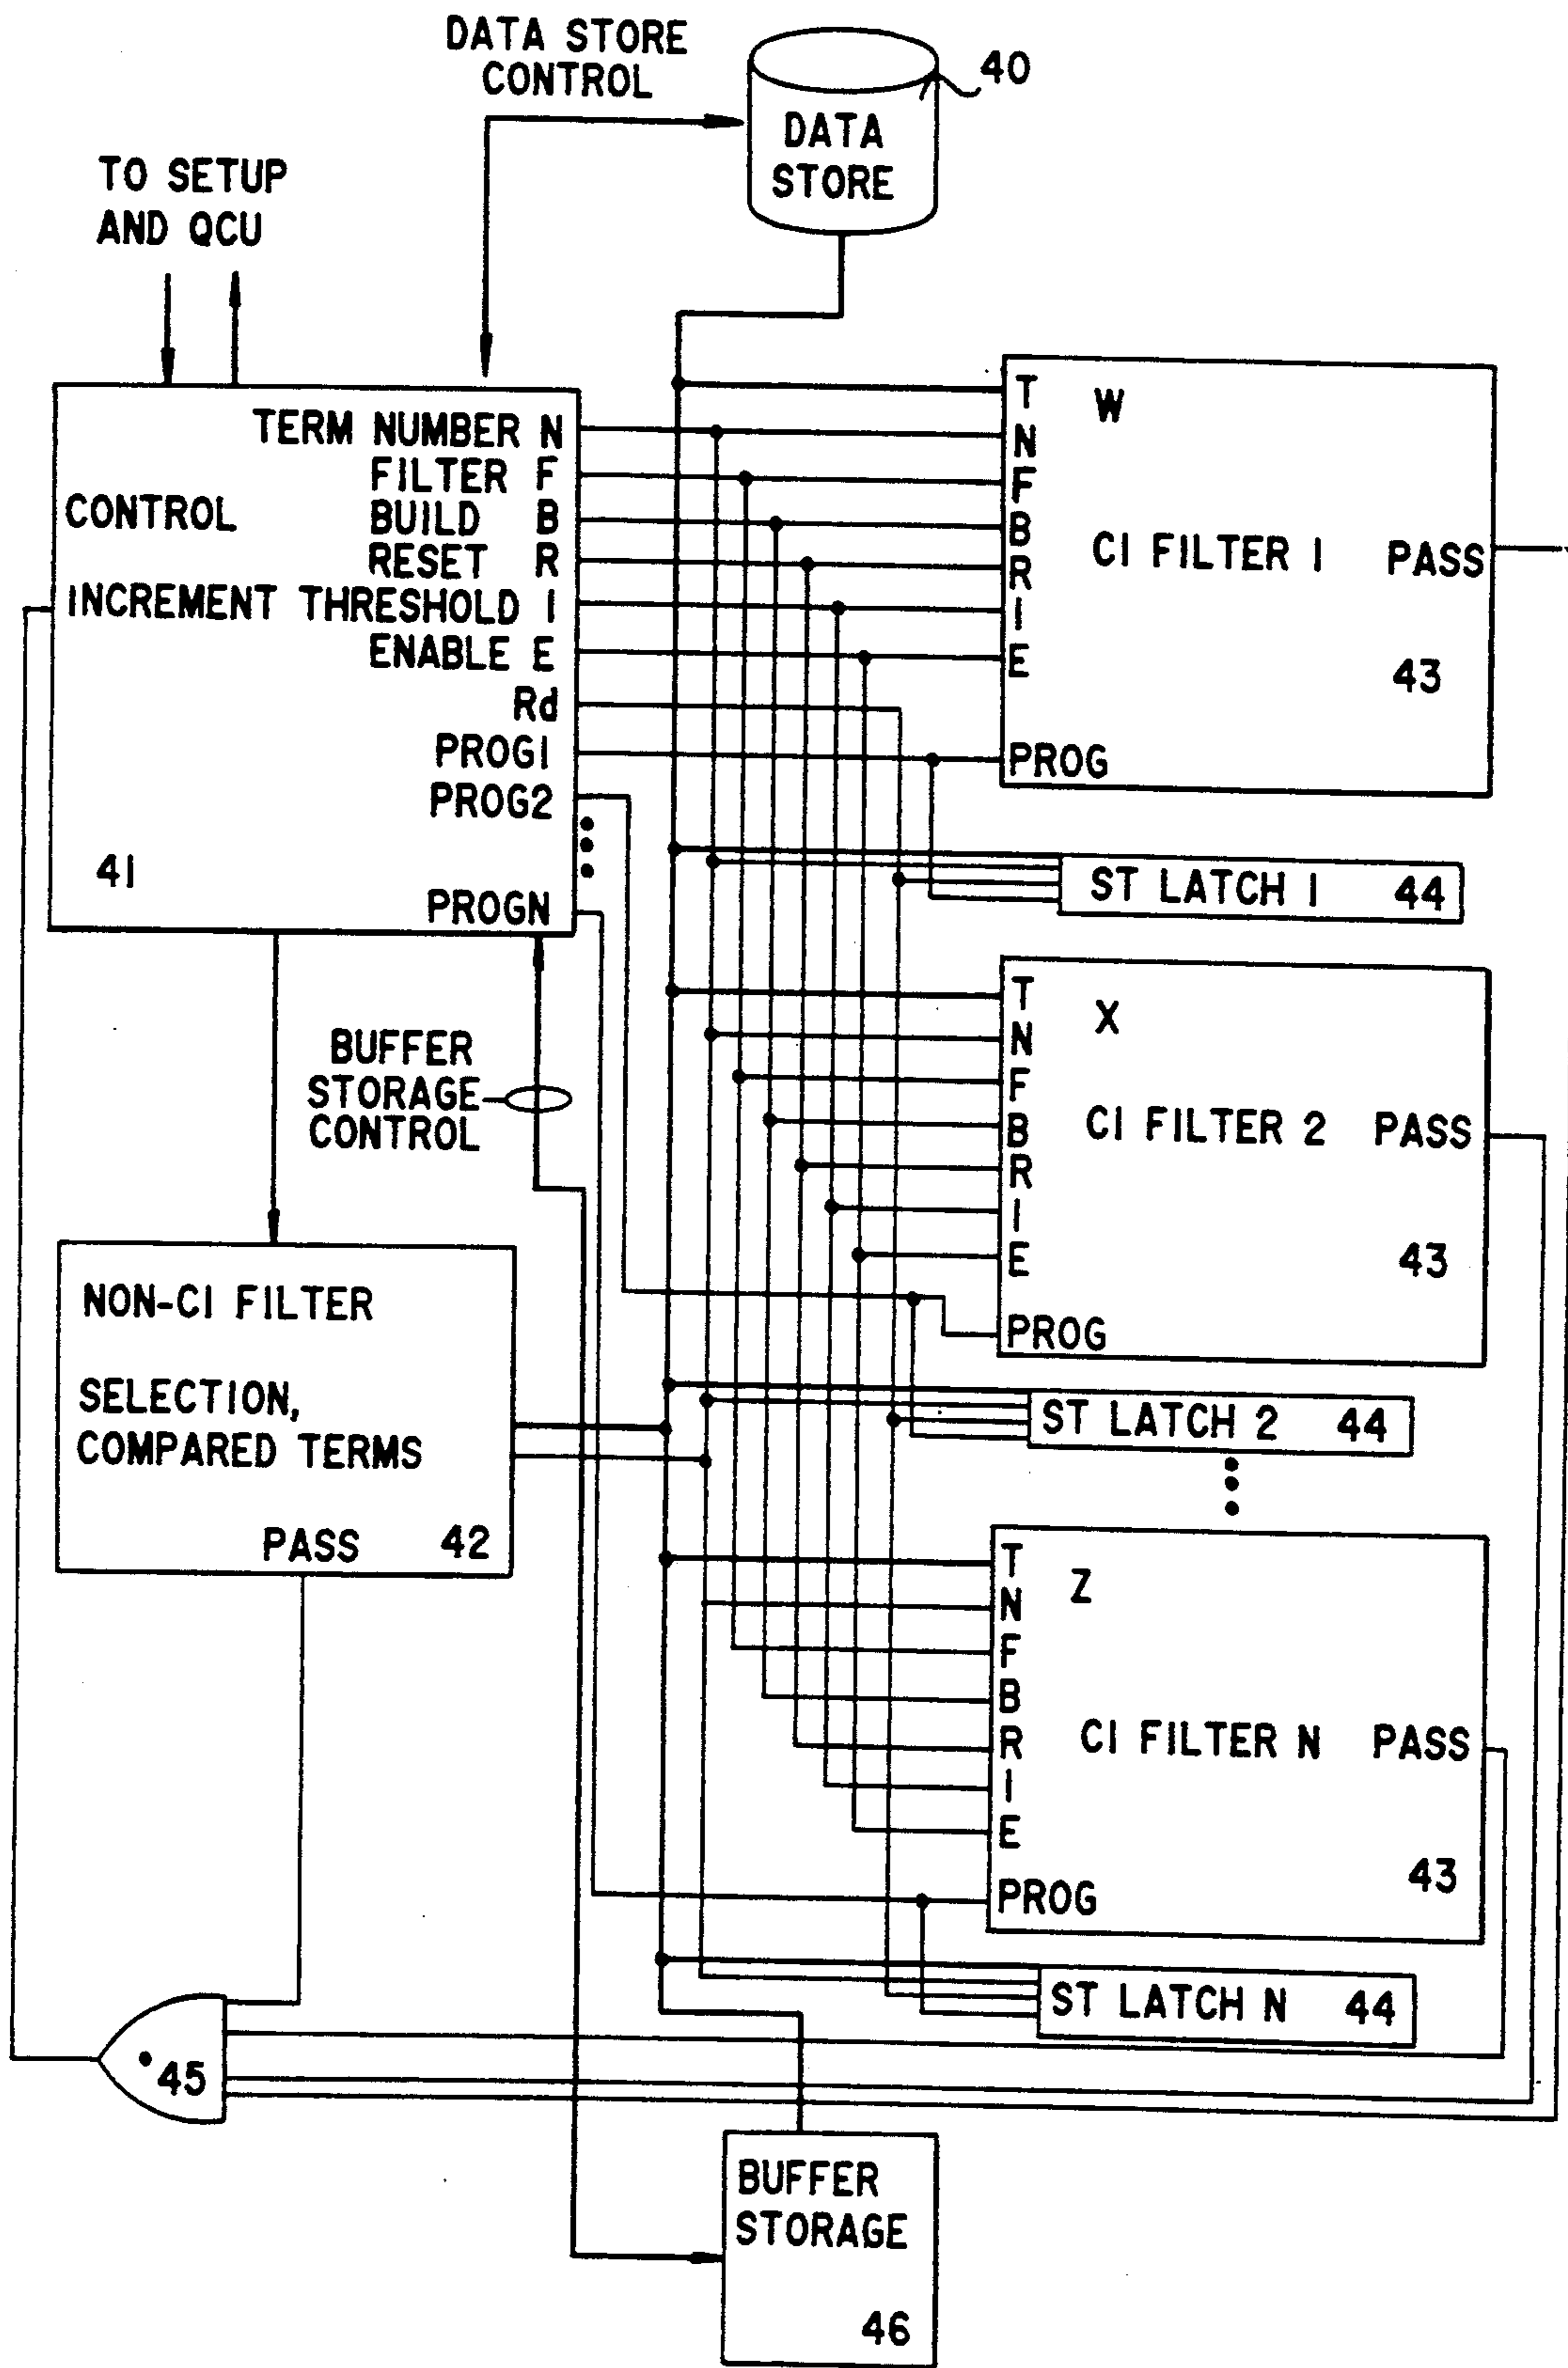 DATA STORE
CONTROL
40
DATA
STORE
TO SETUP
AND QCU
TERM NUMBER N
FILTER F
CONTROL
BUILD B
RESET R
INCREMENT THRESHOLD I
ENABLE E
Rd
PROG1
PROG2
41
PROGN
T
W
N
F
B
CI FILTER 1
PASS
R
I
E
43
PROG
ST LATCH 1
44
T
X
N
F
B
CI FILTER 2
PASS
R
I
E
43
PROG
BUFFER
STORAGE
CONTROL
NON-CI FILTER
SELECTION,
COMPARED TERMS
PASS
42
ST LATCH 2
44
T
Z
N
F
B
R
CI FILTER N
PASS
I
E
43
PROG
ST LATCH N
44
45
BUFFER
STORAGE
46